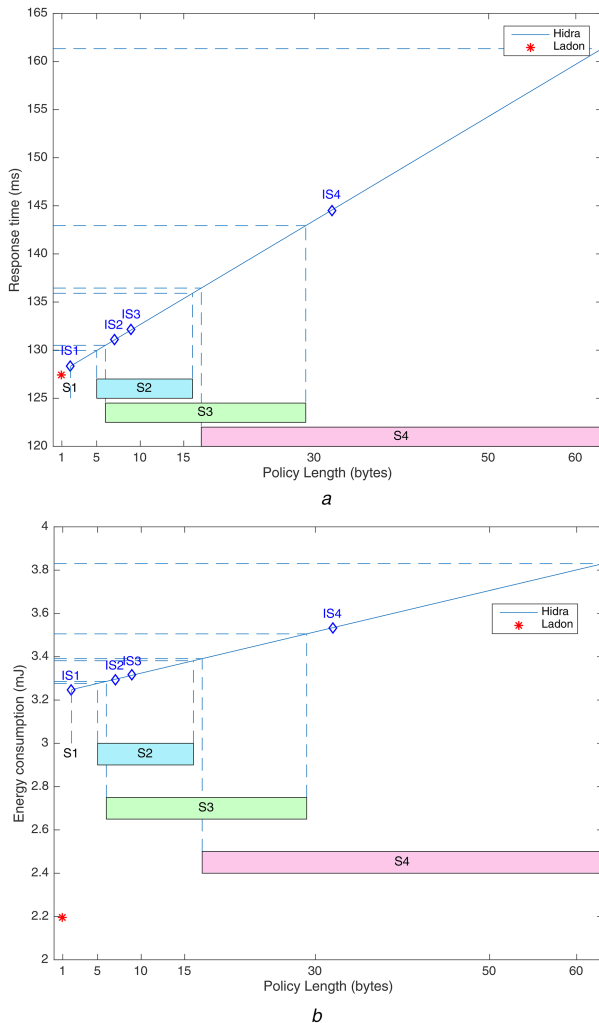 165
160
155
150
145
140
135
130
125
120
Response time (ms)
Hidra
Ladon
IS4
IS3
IS2
IS1
S1
S2
S3
S4
1 5 10 15 30 50 60
Policy Length (bytes)
a
4
3.8
3.6
3.4
3.2
3
2.8
2.6
2.4
2.2
2
Energy consumption (mJ)
Hidra
Ladon
IS4
IS3
IS2
IS1
S1
S2
S3
S4
1 5 10 15 30 50 60
Policy Length (bytes)
b